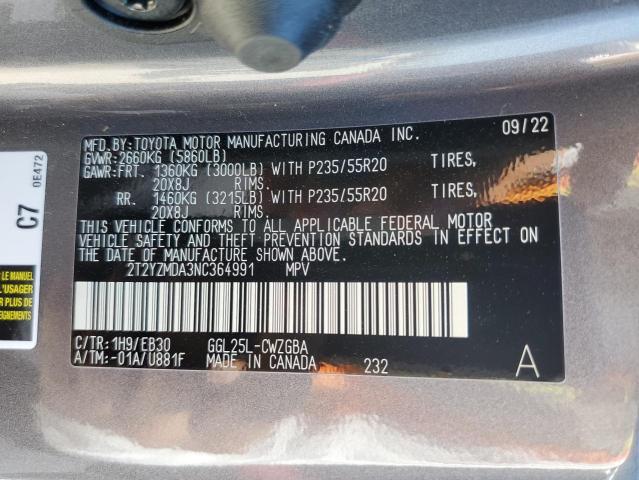 MFD. BY: TOYOTA MOTOR MANUFACTURING CANADA INC. 09/22
GVWR: 2660KG (5860LB)
GAWR: FRT. 1360KG (3000LB) WITH P235/55R20 TIRES,
20X8J RIMS.
RR. 1460KG (3215LB) WITH P235/55R20 TIRES,
20X8J RIMS.
THIS VEHICLE CONFORMS TO ALL APPLICABLE FEDERAL MOTOR
VEHICLE SAFETY AND THEFT PREVENTION STANDARDS IN EFFECT ON
THE DATE OF MANUFACTURE SHOWN ABOVE.
2T2YZMDA3NC364991 MPV
C/TR: 1H9/EB30 GGL25L-CWZGBA
A/TM: -01A/U881F MADE IN CANADA 232 A
C7
0E472
LE MANUEL
L'USAGER
PLUS DE